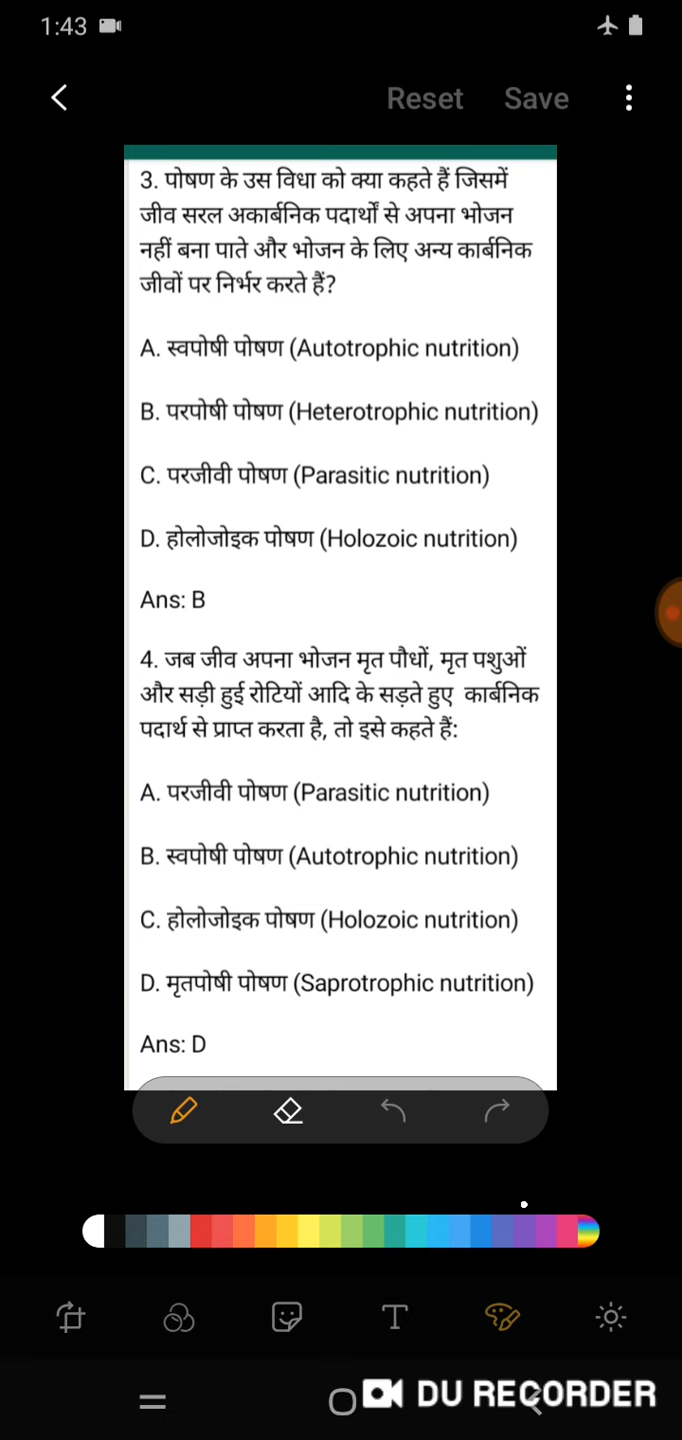 1:43
Reset Save
3. पोषण के उस विधा को क्या कहते हैं जिसमें
जीव सरल अकार्बनिक पदार्थों से अपना भोजन
नहीं बना पाते और भोजन के लिए अन्य कार्बनिक
जीवों पर निर्भर करते हैं?
A. स्वपोषी पोषण (Autotrophic nutrition)
B. परपोषी पोषण (Heterotrophic nutrition)
C. परजीवी पोषण (Parasitic nutrition)
D. होलोजोइक पोषण (Holozoic nutrition)
Ans: B
4. जब जीव अपना भोजन मृत पौधों, मृत पशुओं
और सड़ी हुई रोटियों आदि के सड़ते हुए कार्बनिक
पदार्थ से प्राप्त करता है, तो इसे कहते हैं:
A. परजीवी पोषण (Parasitic nutrition)
B. स्वपोषी पोषण (Autotrophic nutrition)
C. होलोजोइक पोषण (Holozoic nutrition)
D. मृतपोषी पोषण (Saprotrophic nutrition)
Ans: D
T
DU RECORDER